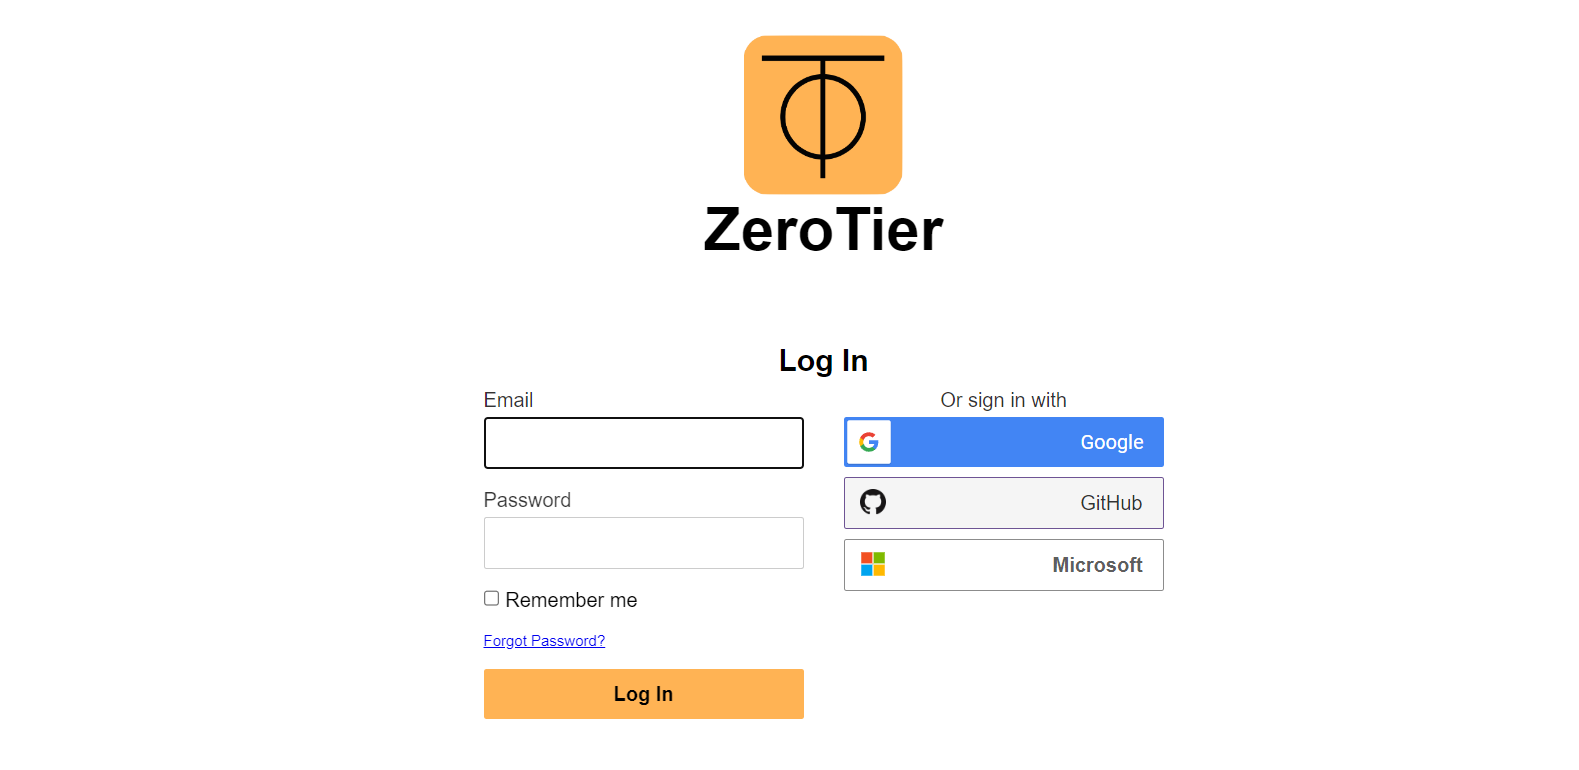 ZeroTier
Log In
Email
Password
Remember me
Forgot Password?
Log In
Or sign in with
Google
GitHub
Microsoft